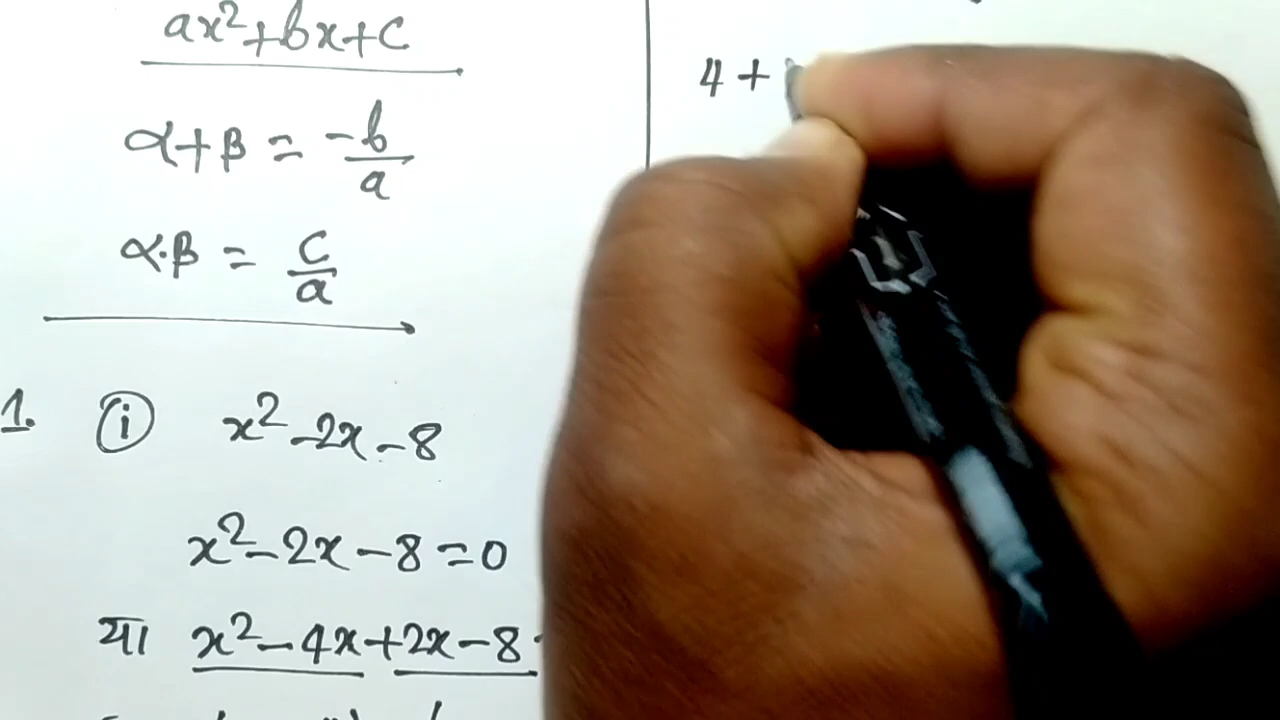 ax²+bx+c
α+β = -b/a
α.β = c/a
1. (i) x²-2x-8
x²-2x-8=0
या x²-4x+2x-8
4+